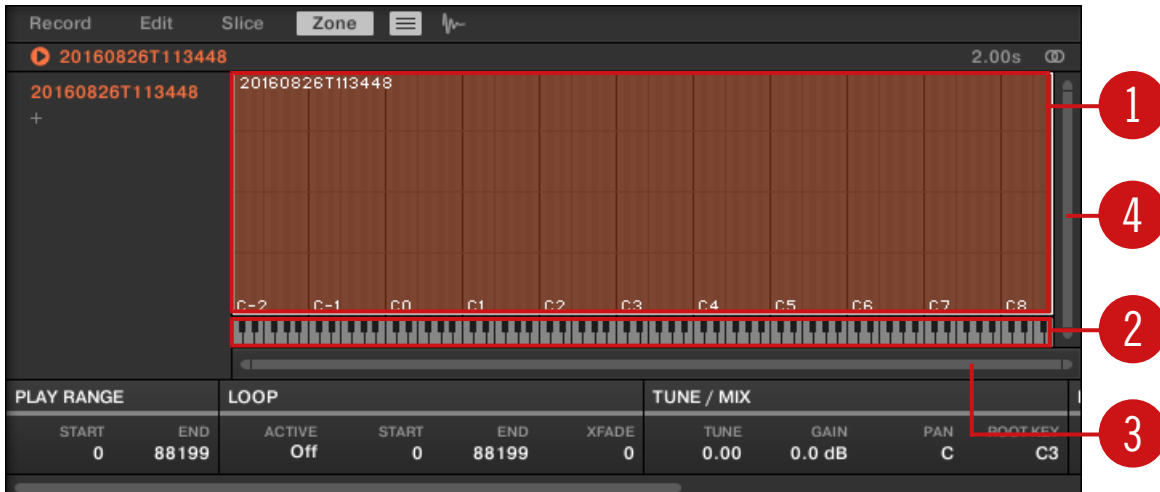 Record Edit Slice Zone
20160826T113448 2.00s
20160826T113448
+
20160826T113448
C-2 C-1 C0 C1 C2 C3 C4 C5 C6 C7 C8
1
4
2
3
PLAY RANGE LOOP TUNE / MIX
START END ACTIVE START END XFADE TUNE GAIN PAN ROOT KEY
0 88199 Off 0 88199 0 0.00 0.0 dB C C3